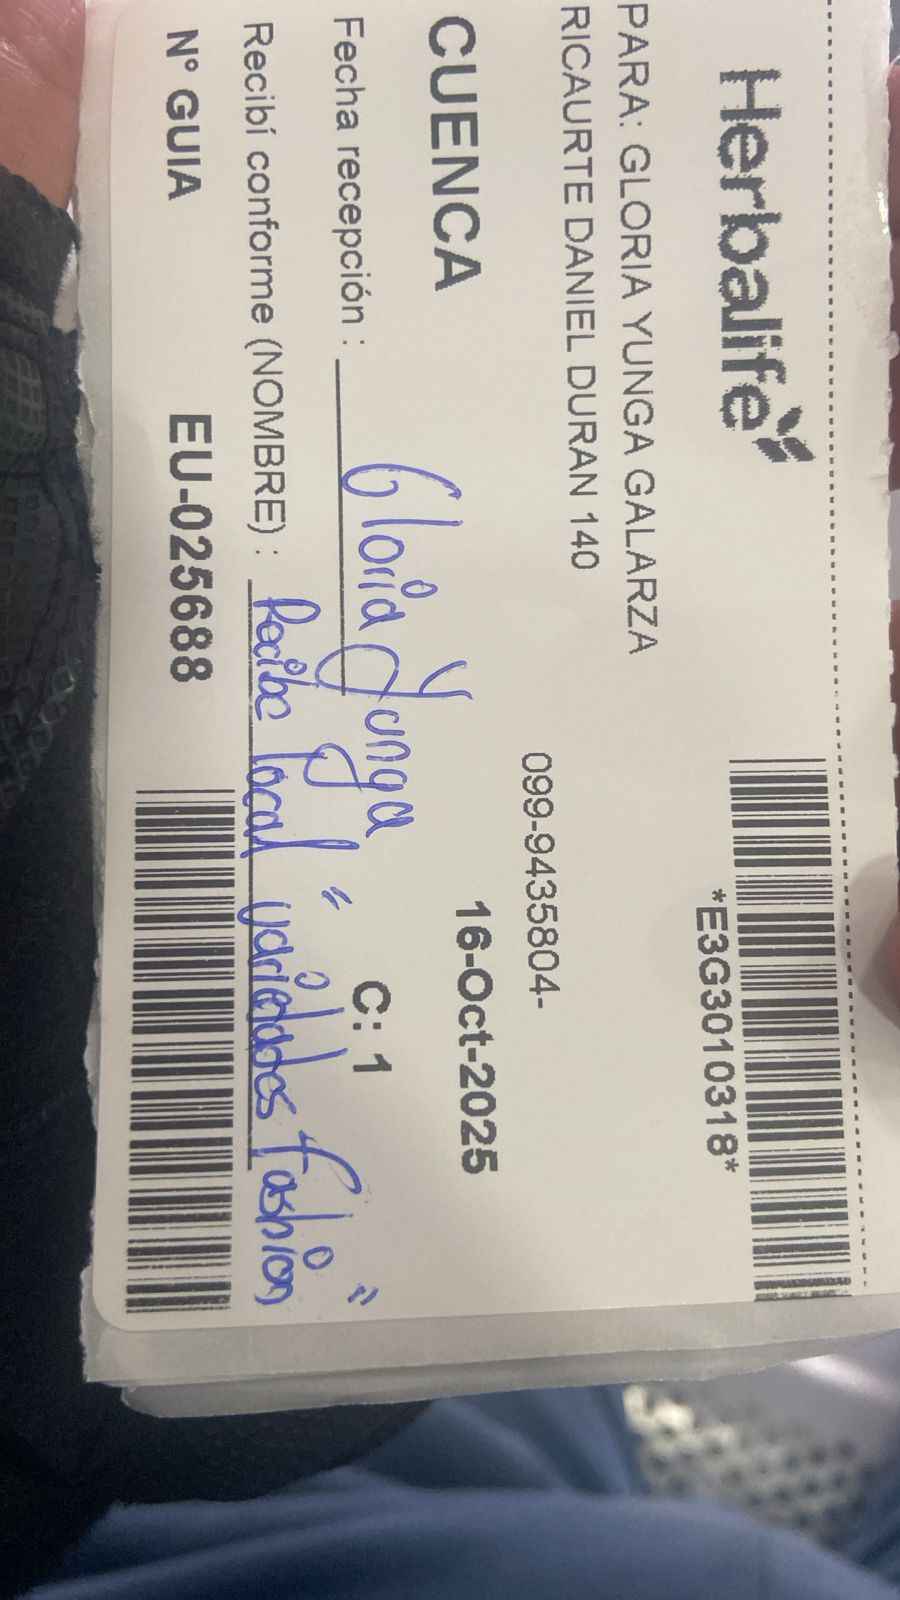 Herbalife
*E3G3010318*
PARA: GLORIA YUNGA GALARZA
RICAURTE DANIEL DURAN 140
099-9435804-
CUENCA
16-Oct-2025
Fecha recepción :
Gloria Yunga
C: 1
Recibí conforme (NOMBRE) :
Recibe local "variedades fashion"
N° GUIA
EU-025688